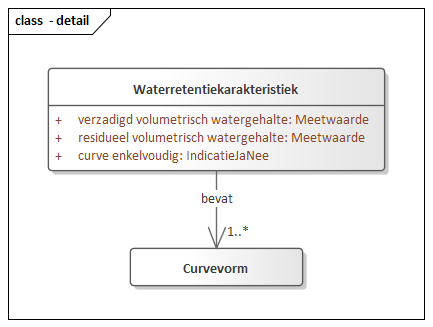 class - detail
Waterretentiekarakteristiek
+ verzadigd volumetrisch watergehalte: Meetwaarde
+ residueel volumetrisch watergehalte: Meetwaarde
+ curve enkelvoudig: IndicatieJaNee
bevat
1..*
Curvevorm